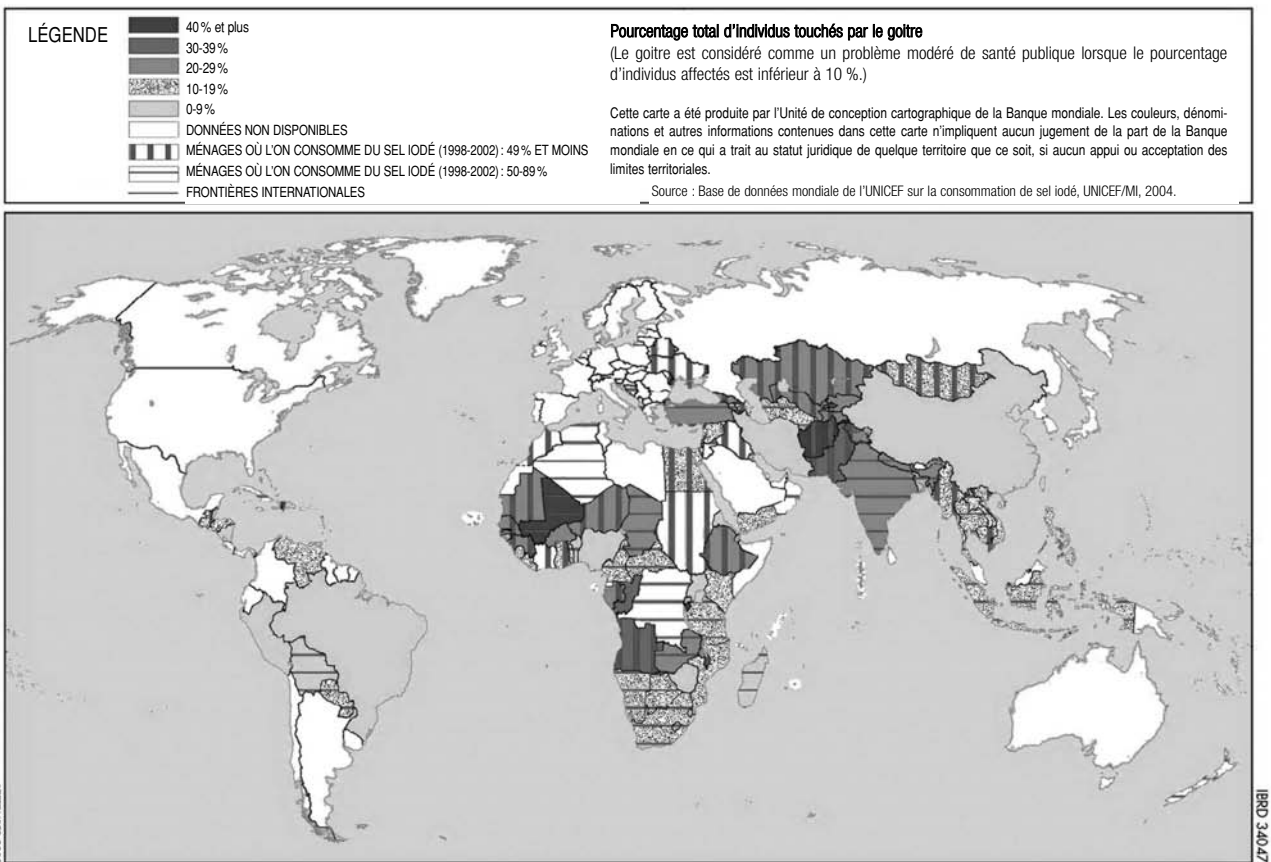 LÉGENDE
40 % et plus
30-39 %
20-29 %
10-19 %
0-9 %
DONNÉES NON DISPONIBLES
MÉNAGES OÙ L'ON CONSOMME DU SEL IODÉ (1998-2002) : 49 % ET MOINS
MÉNAGES OÙ L'ON CONSOMME DU SEL IODÉ (1998-2002) : 50-89 %
FRONTIÈRES INTERNATIONALES
Pourcentage total d'individus touchés par le goitre
(Le goitre est considéré comme un problème modéré de santé publique lorsque le pourcentage
d'individus affectés est inférieur à 10 %.)
Cette carte a été produite par l'Unité de conception cartographique de la Banque mondiale. Les couleurs, dénomi-
nations et autres informations contenues dans cette carte n'impliquent aucun jugement de la part de la Banque
mondiale en ce qui a trait au statut juridique de quelque territoire que ce soit, si aucun appui ou acceptation des
limites territoriales.
Source : Base de données mondiale de l'UNICEF sur la consommation de sel iodé, UNICEF/MI, 2004.
IBRD 34047